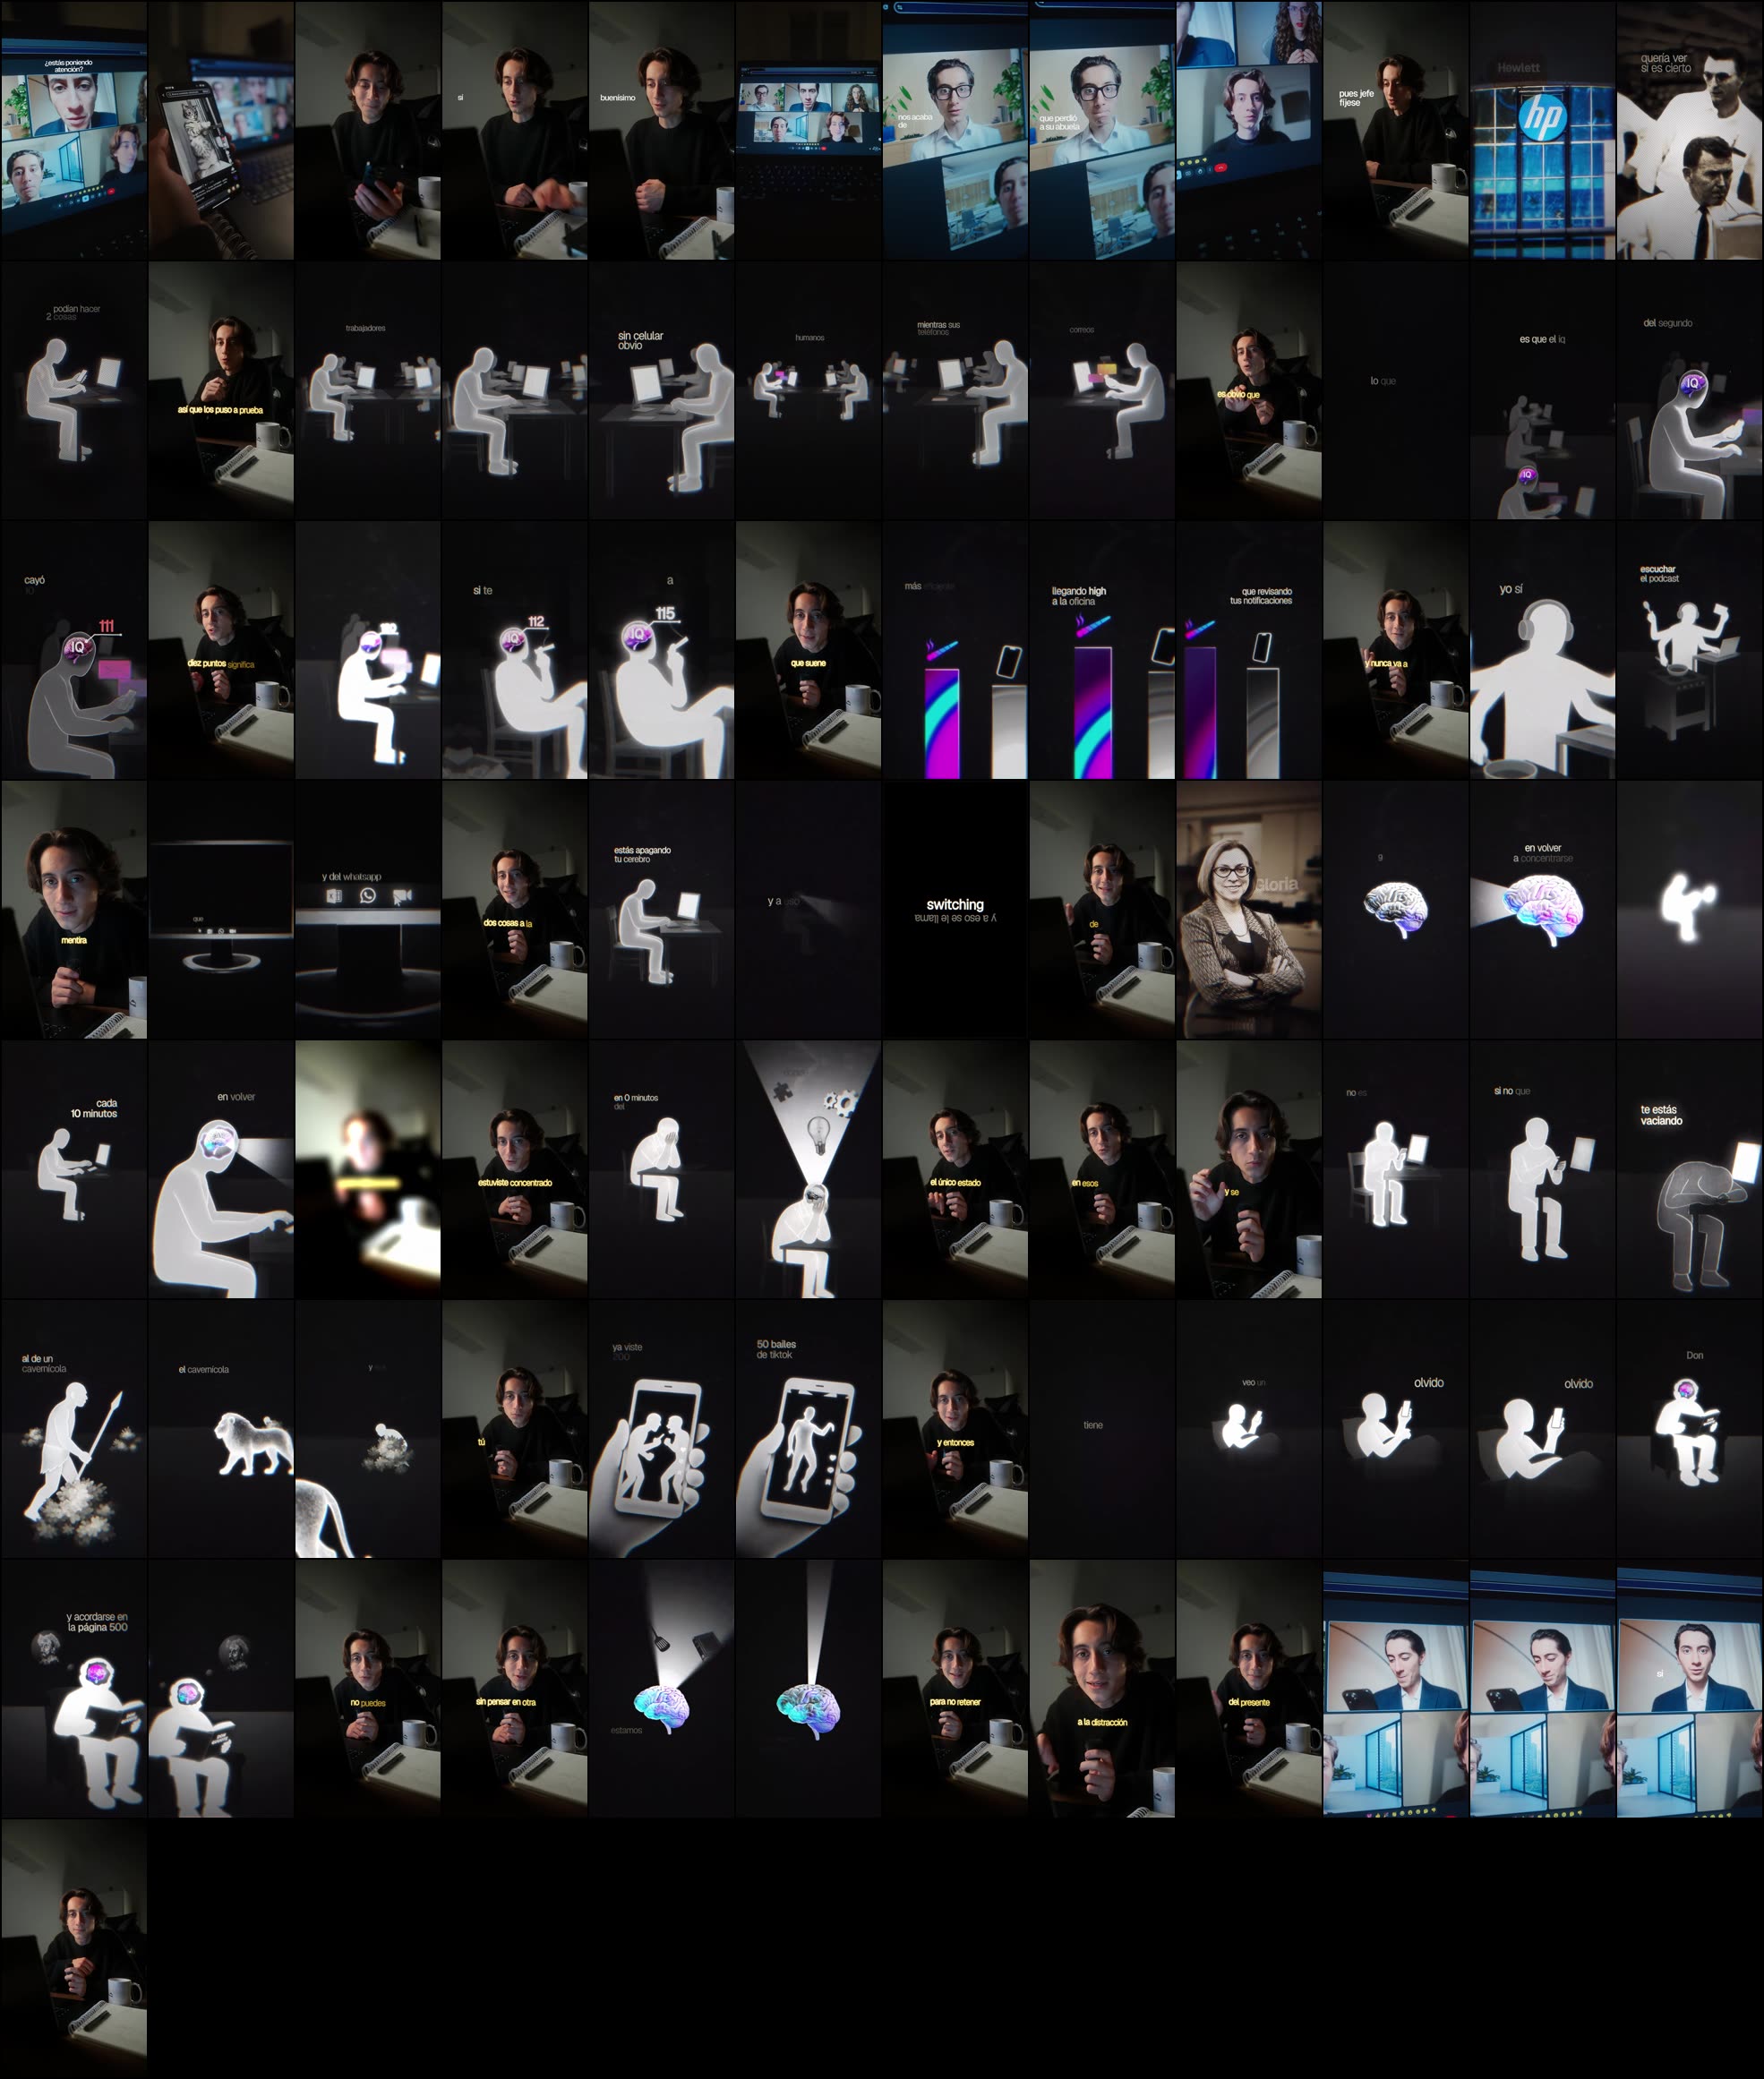 ¿estás poniendo
atención?
si
buenísimo
nos acaba
de
que perdió
a su abuela
pues jefe
fíjese
Hewlett
hp
quería ver
si es cierto
podían hacer
2 cosas
así que los puso a prueba
trabajadores
sin celular
obvio
humanos
mientras sus
teléfonos
correos
es obvio que
lo que
es que el iq
IQ
del segundo
IQ
cayó
10
111
IQ
diez puntos significa
si te
112
IQ
a
115
IQ
que suene
más
llegando high
a la oficina
que revisando
tus notificaciones
y nunca va a
yo sí
escuchar
el podcast
mentira
que
y del whatsapp
dos cosas a la
estás apagando
tu cerebro
y a
switching
y a eso se le llama
de
Gloria
9
en volver
a concentrarse
cada
10 minutos
en volver
estuviste concentrado
en 0 minutos
del
el único estado
en esos
y se
no es
si no que
te estás
vaciando
al de un
cavernícola
el cavernícola
y
tú
ya viste
200
50 bailes
de tiktok
y entonces
tiene
veo un
olvido
olvido
Don
y acordarse en
la página 500
no puedes
sin pensar en otra
estamos
para no retener
a la distracción
del presente
si